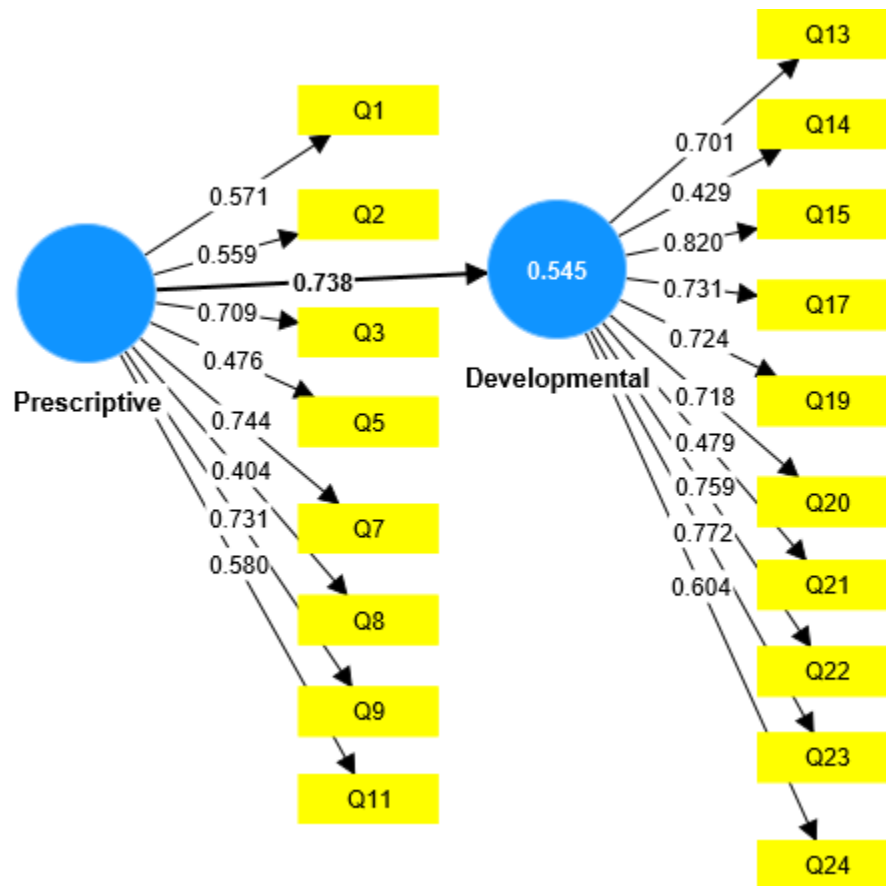 Q1
Q2
Q3
Q5
Q7
Q8
Q9
Q11
0.571
0.559
0.738
0.709
0.476
0.744
0.404
0.731
0.580
Prescriptive
0.545
Developmental
Q13
Q14
Q15
Q17
Q19
Q20
Q21
Q22
Q23
Q24
0.701
0.429
0.820
0.731
0.724
0.718
0.479
0.759
0.772
0.604